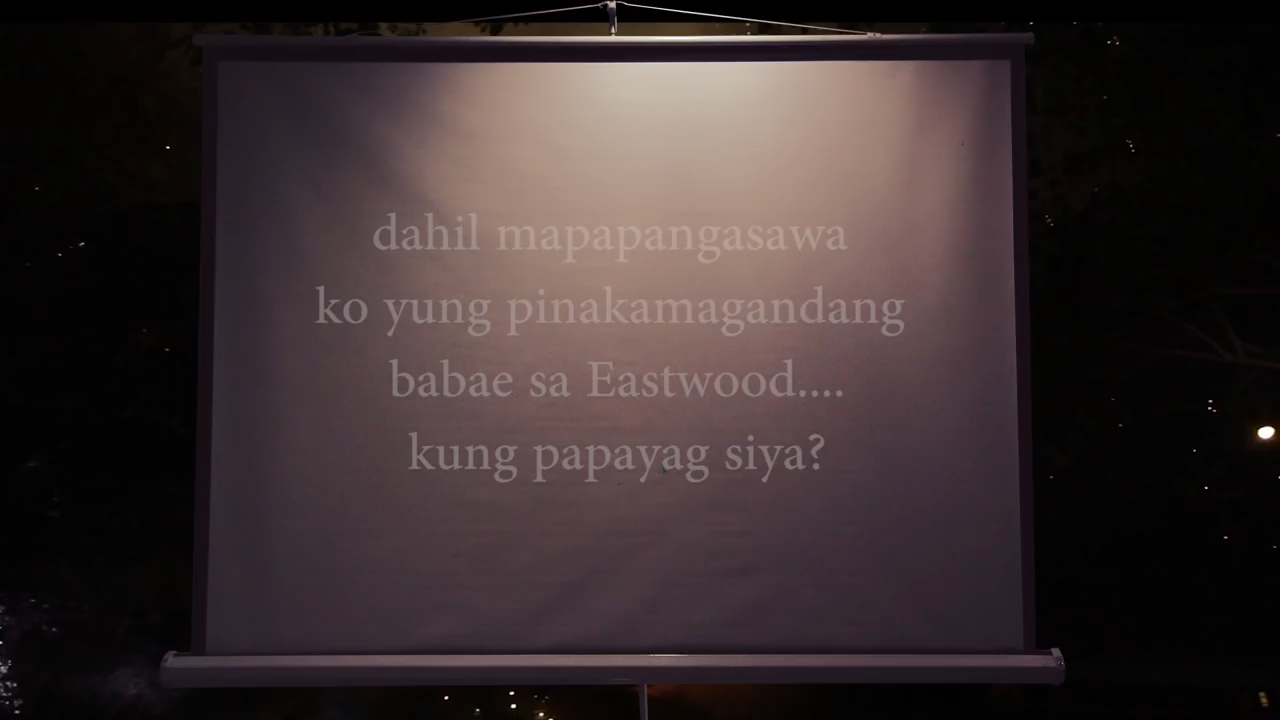 dahil mapapangasawa
ko yung pinakamagandang
babae sa Eastwood....
kung papayag siya?